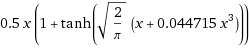 0.5 x (1 + tanh(√(2/π) (x + 0.044715 x³)))